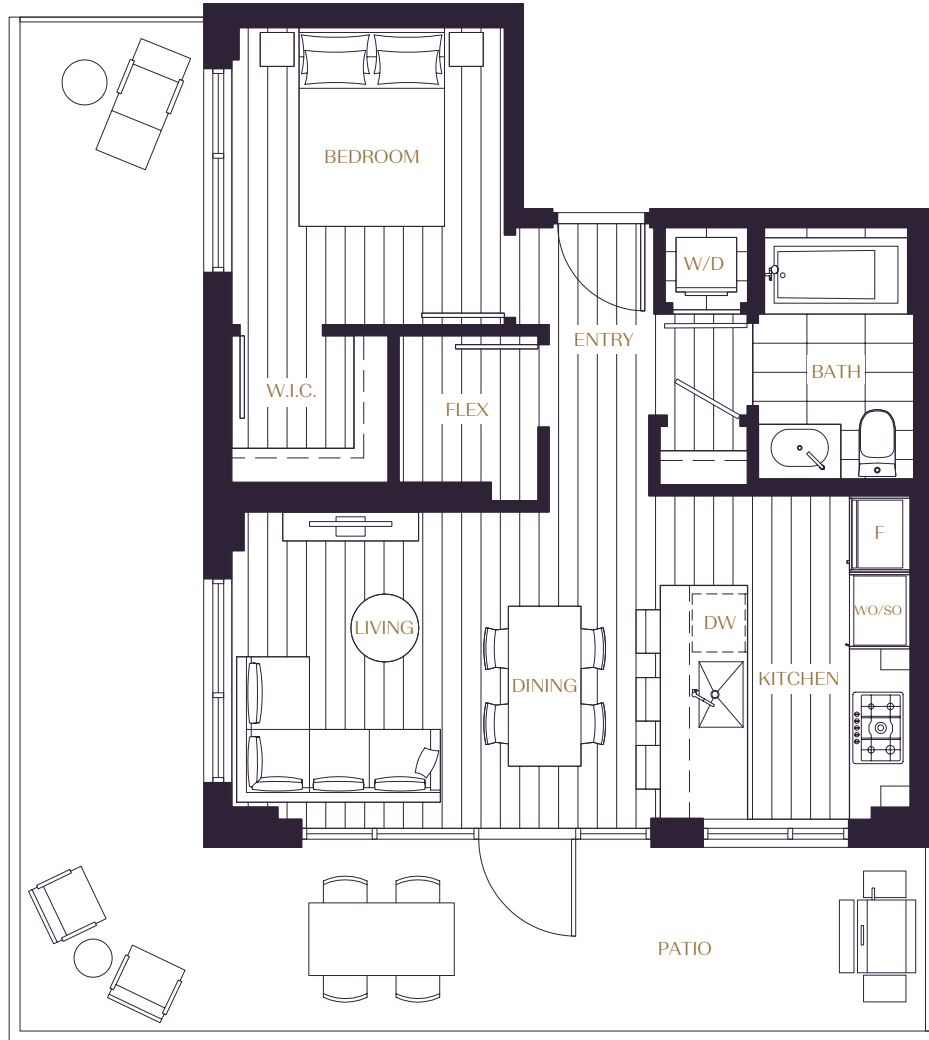 BEDROOM
W/D
ENTRY
BATH
W.I.C.
FLEX
F
WO/SO
DW
LIVING
KITCHEN
DINING
PATIO